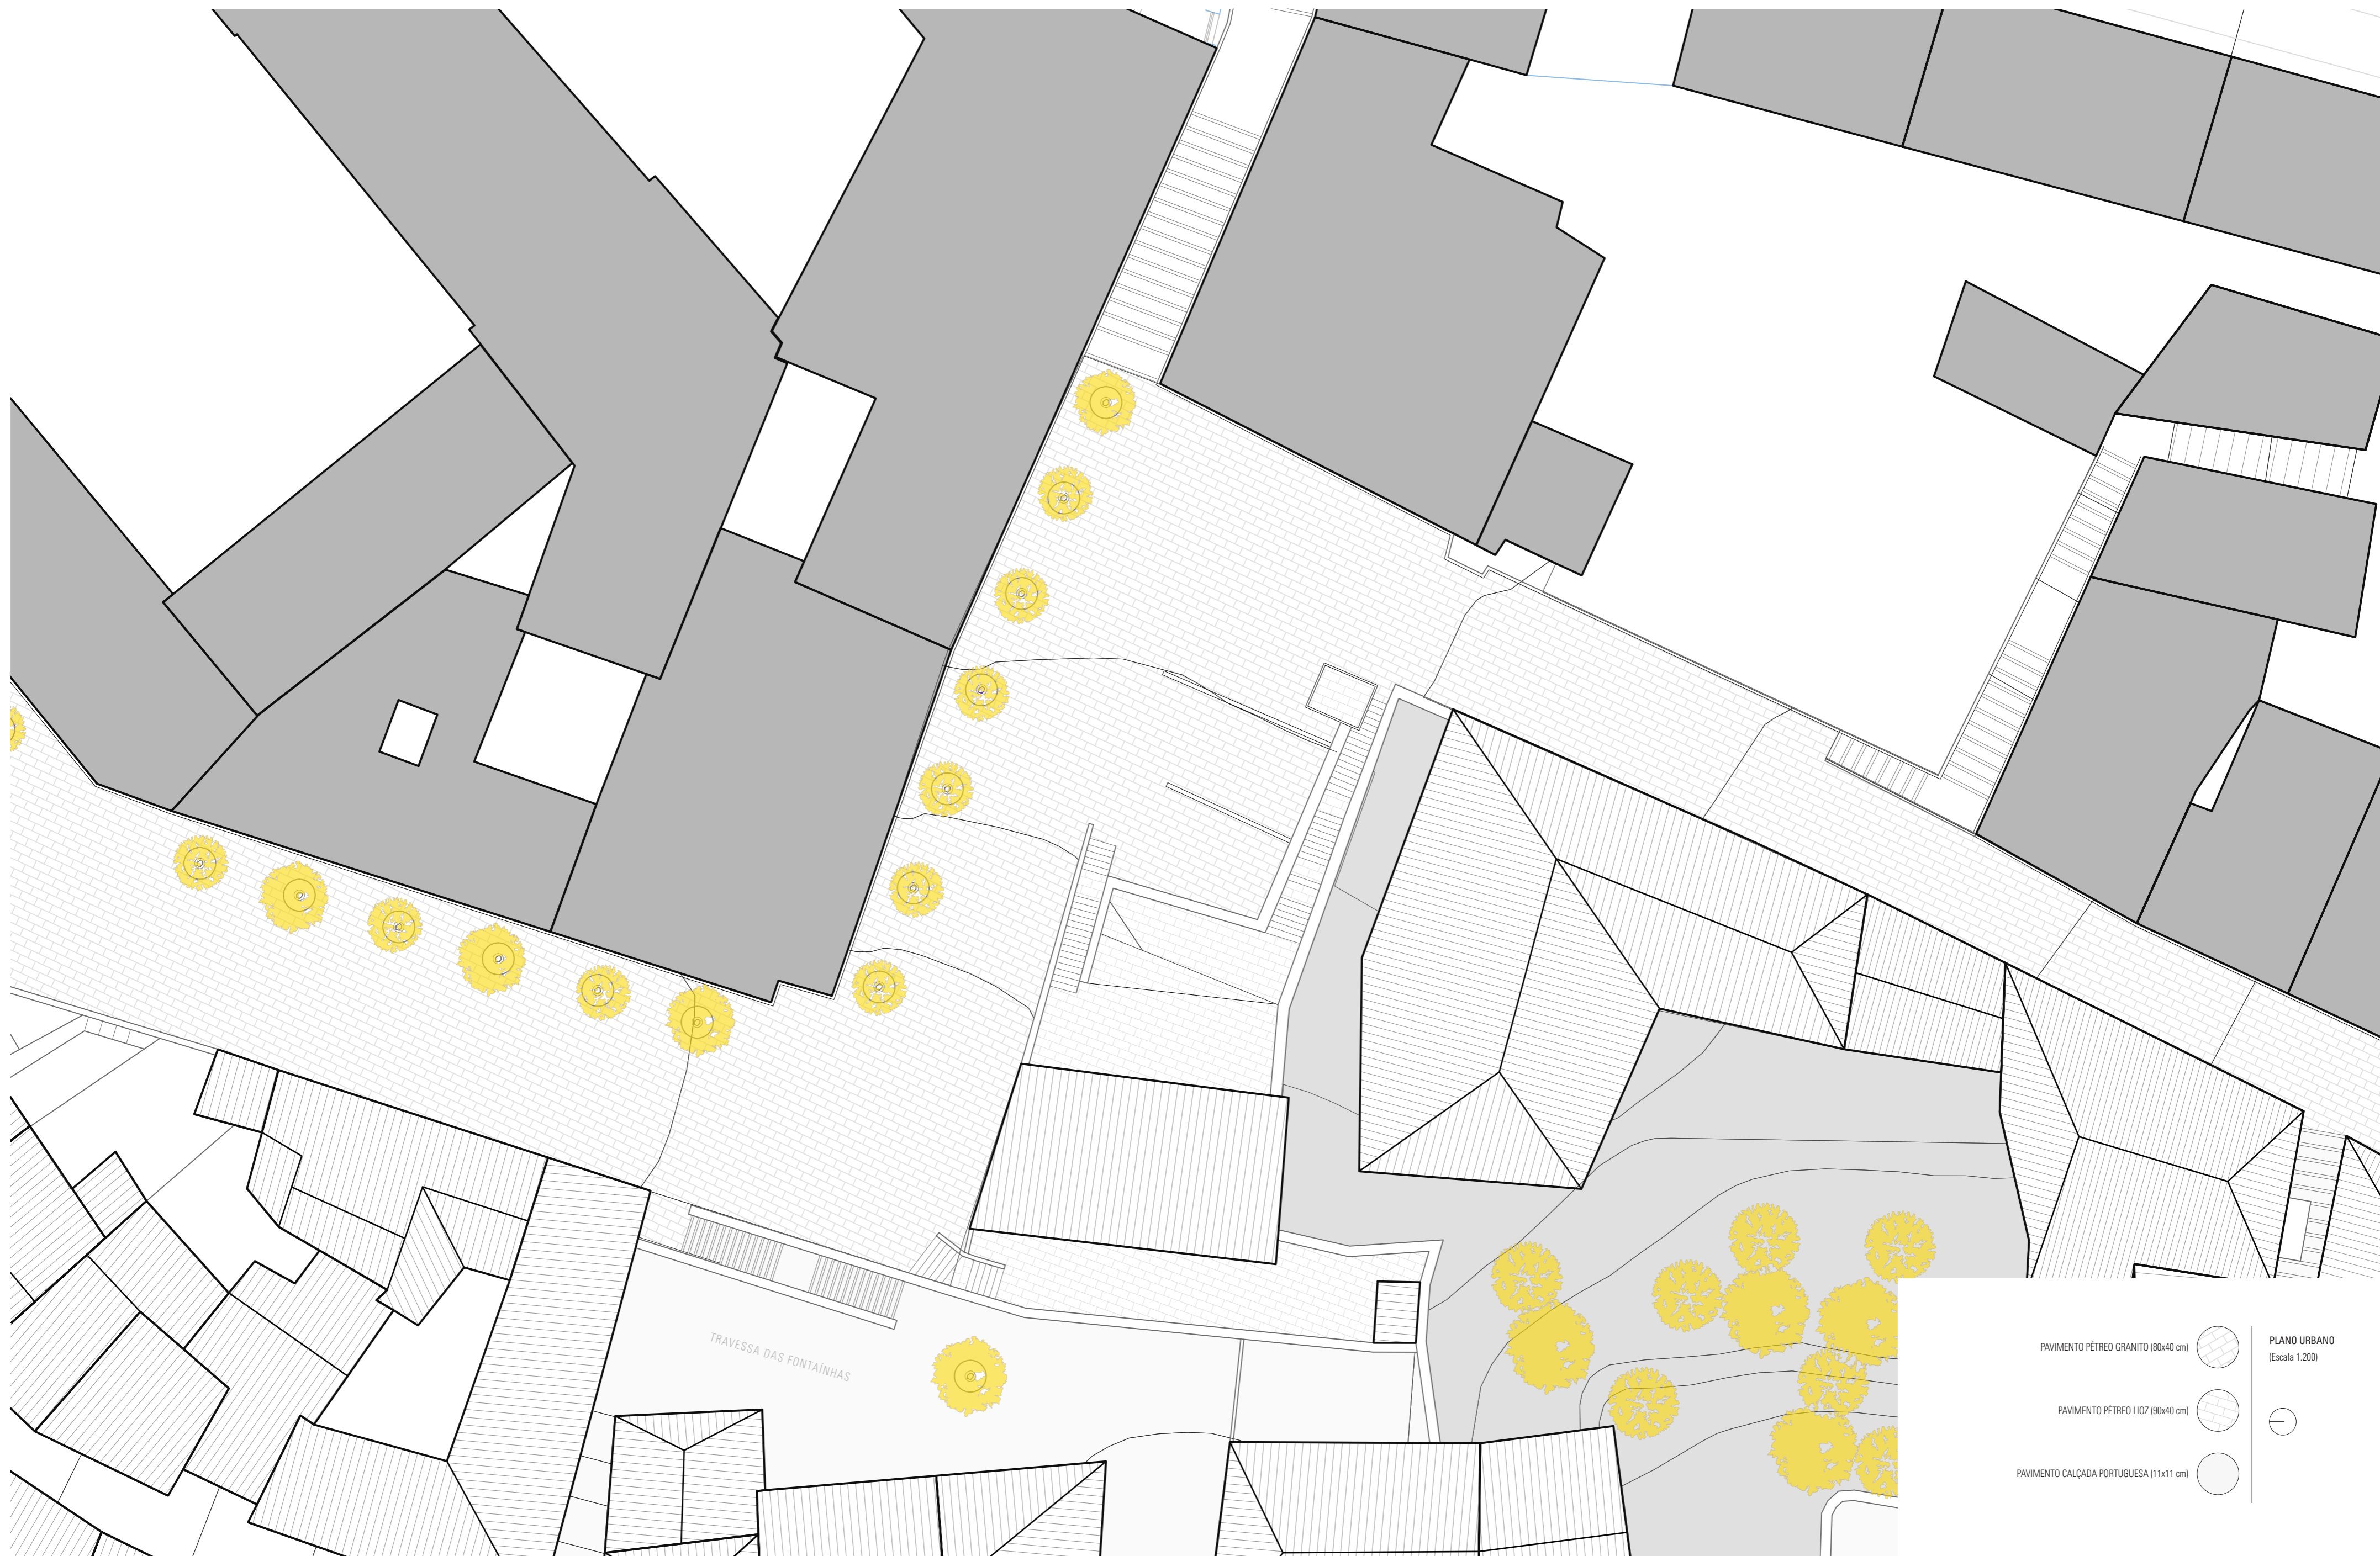 TRAVESSA DAS FONTAÍNHAS
PAVIMENTO PÉTREO GRANITO (80x40 cm)
PAVIMENTO PÉTREO LIOZ (90x40 cm)
PAVIMENTO CALÇADA PORTUGUESA (11x11 cm)
PLANO URBANO
(Escala 1.200)